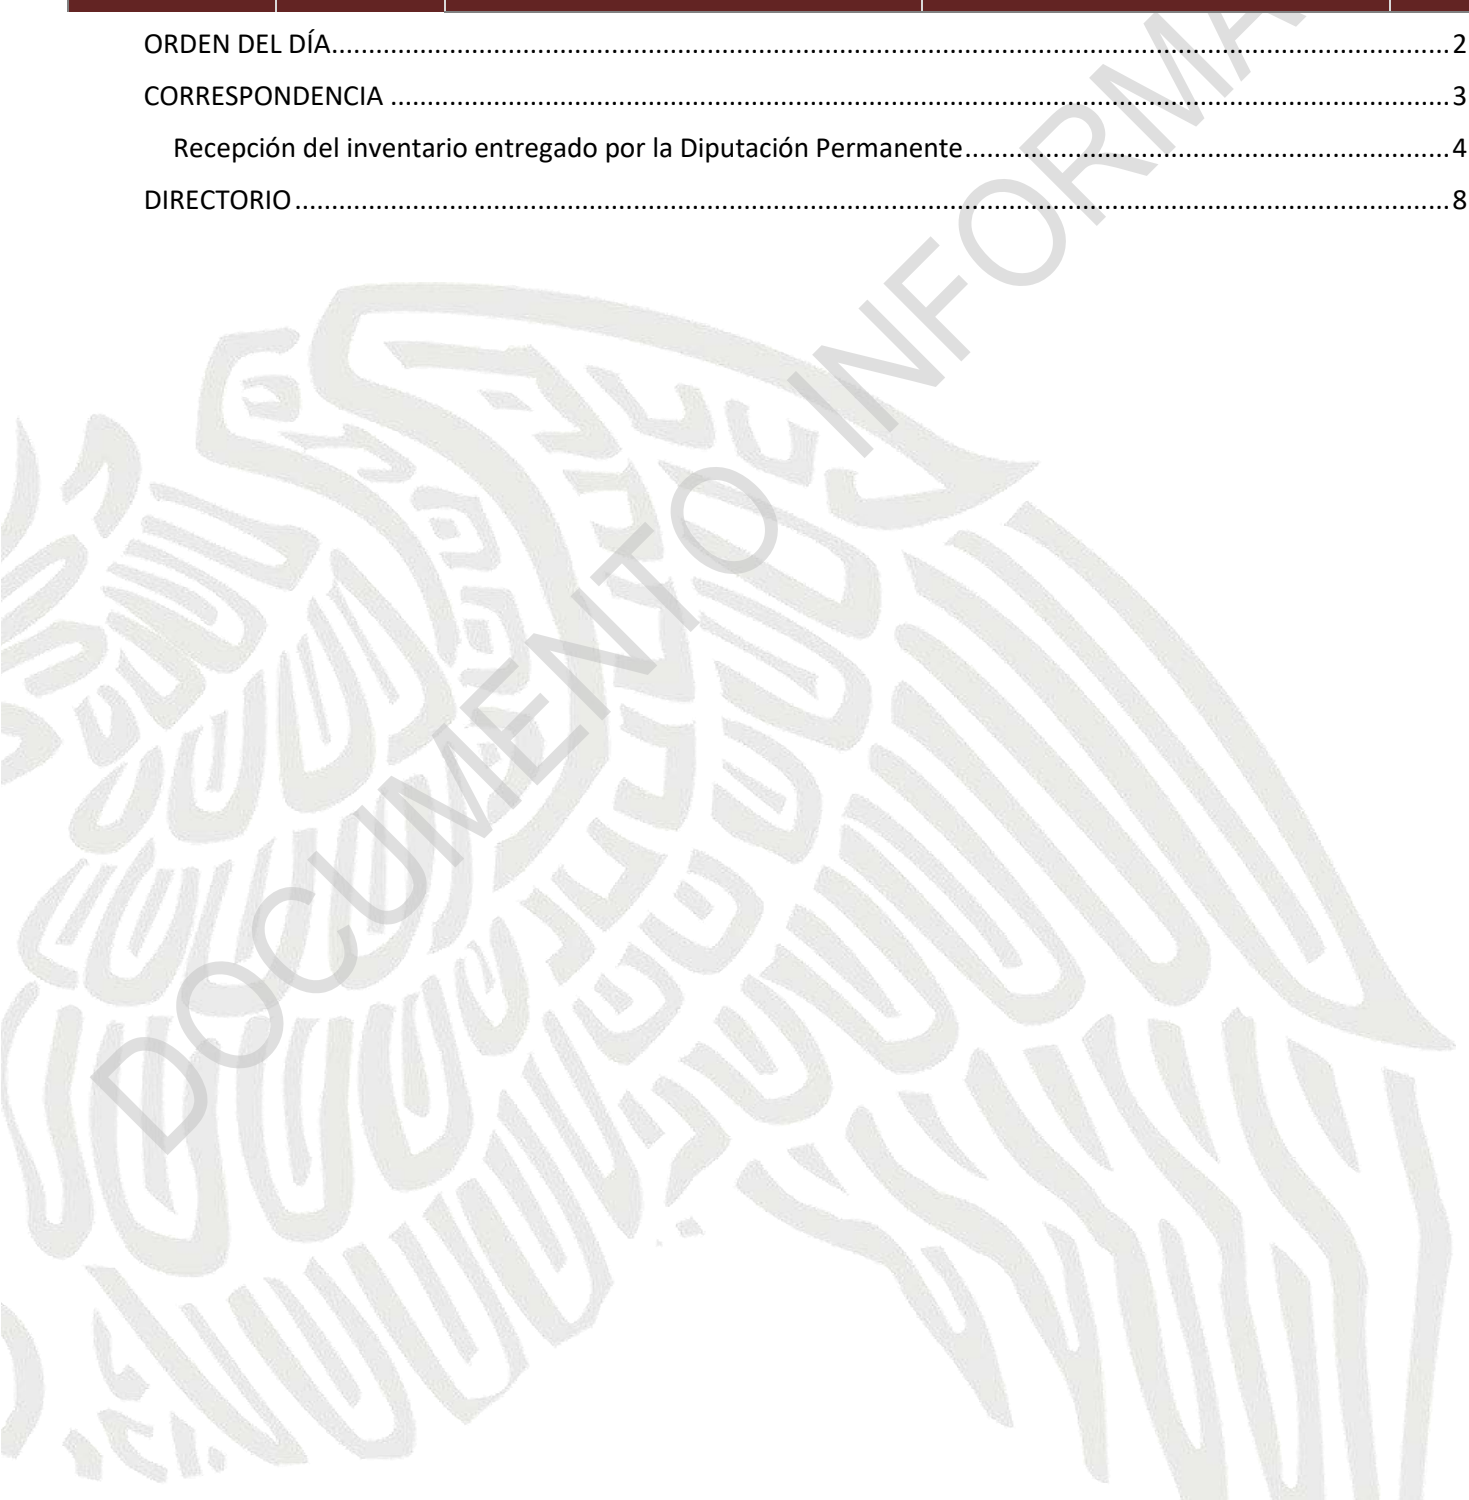 ORDEN DEL DÍA........................................................................................................................................................2
CORRESPONDENCIA ................................................................................................................................................3
Recepción del inventario entregado por la Diputación Permanente..................................................................4
DIRECTORIO.............................................................................................................................................................8
DOCUMENTO INFORMA